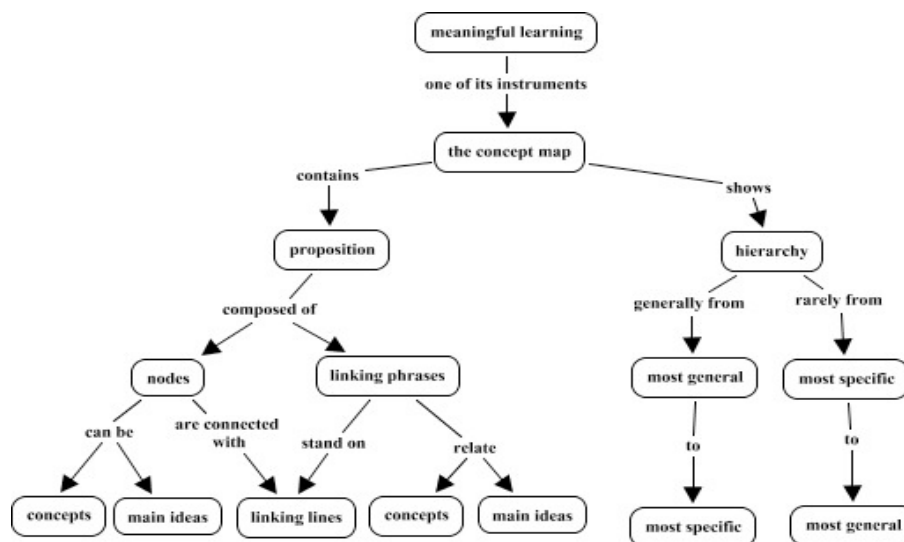 meaningful learning
one of its instruments
the concept map
contains
shows
proposition
hierarchy
composed of
generally from
rarely from
nodes
linking phrases
most general
most specific
can be
are connected
with
stand on
relate
to
to
concepts
main ideas
linking lines
concepts
main ideas
most specific
most general